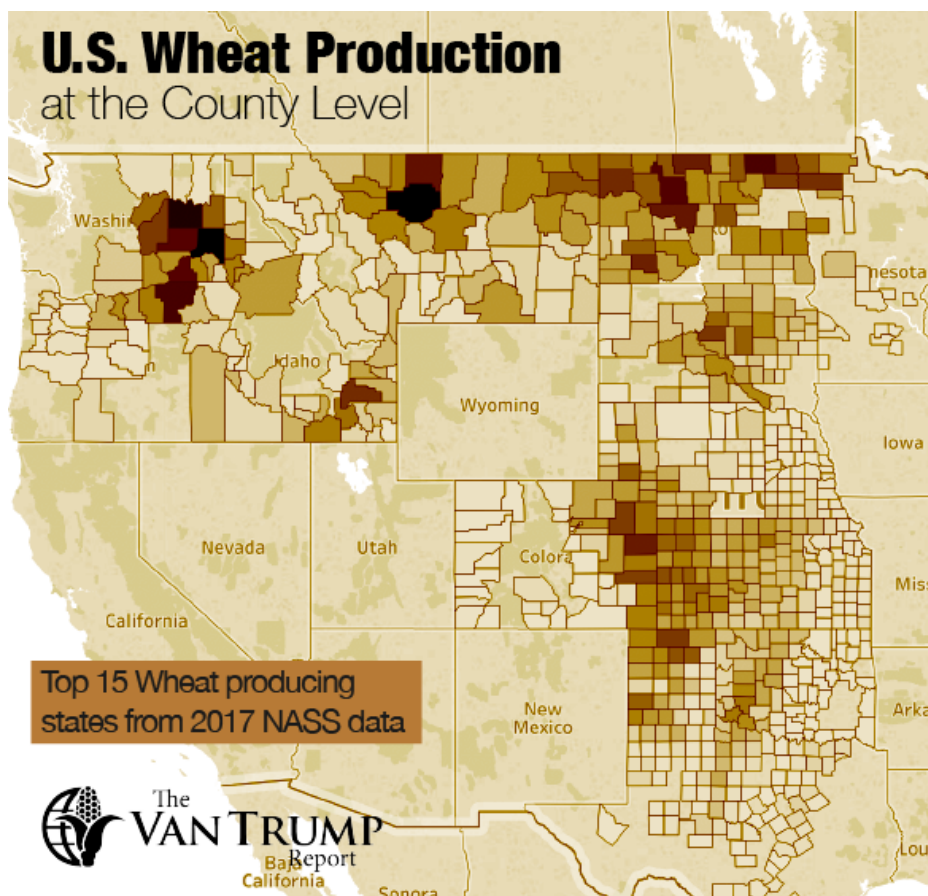 U.S. Wheat Production
at the County Level
Washi
nesota
Idaho
Wyoming
Iowa
Nevada
Utah
Colora
Miss
California
Top 15 Wheat producing
states from 2017 NASS data
New
Mexico
Arka
The
VAN TRUMP
Report
Baja
California
Sonora
Lou